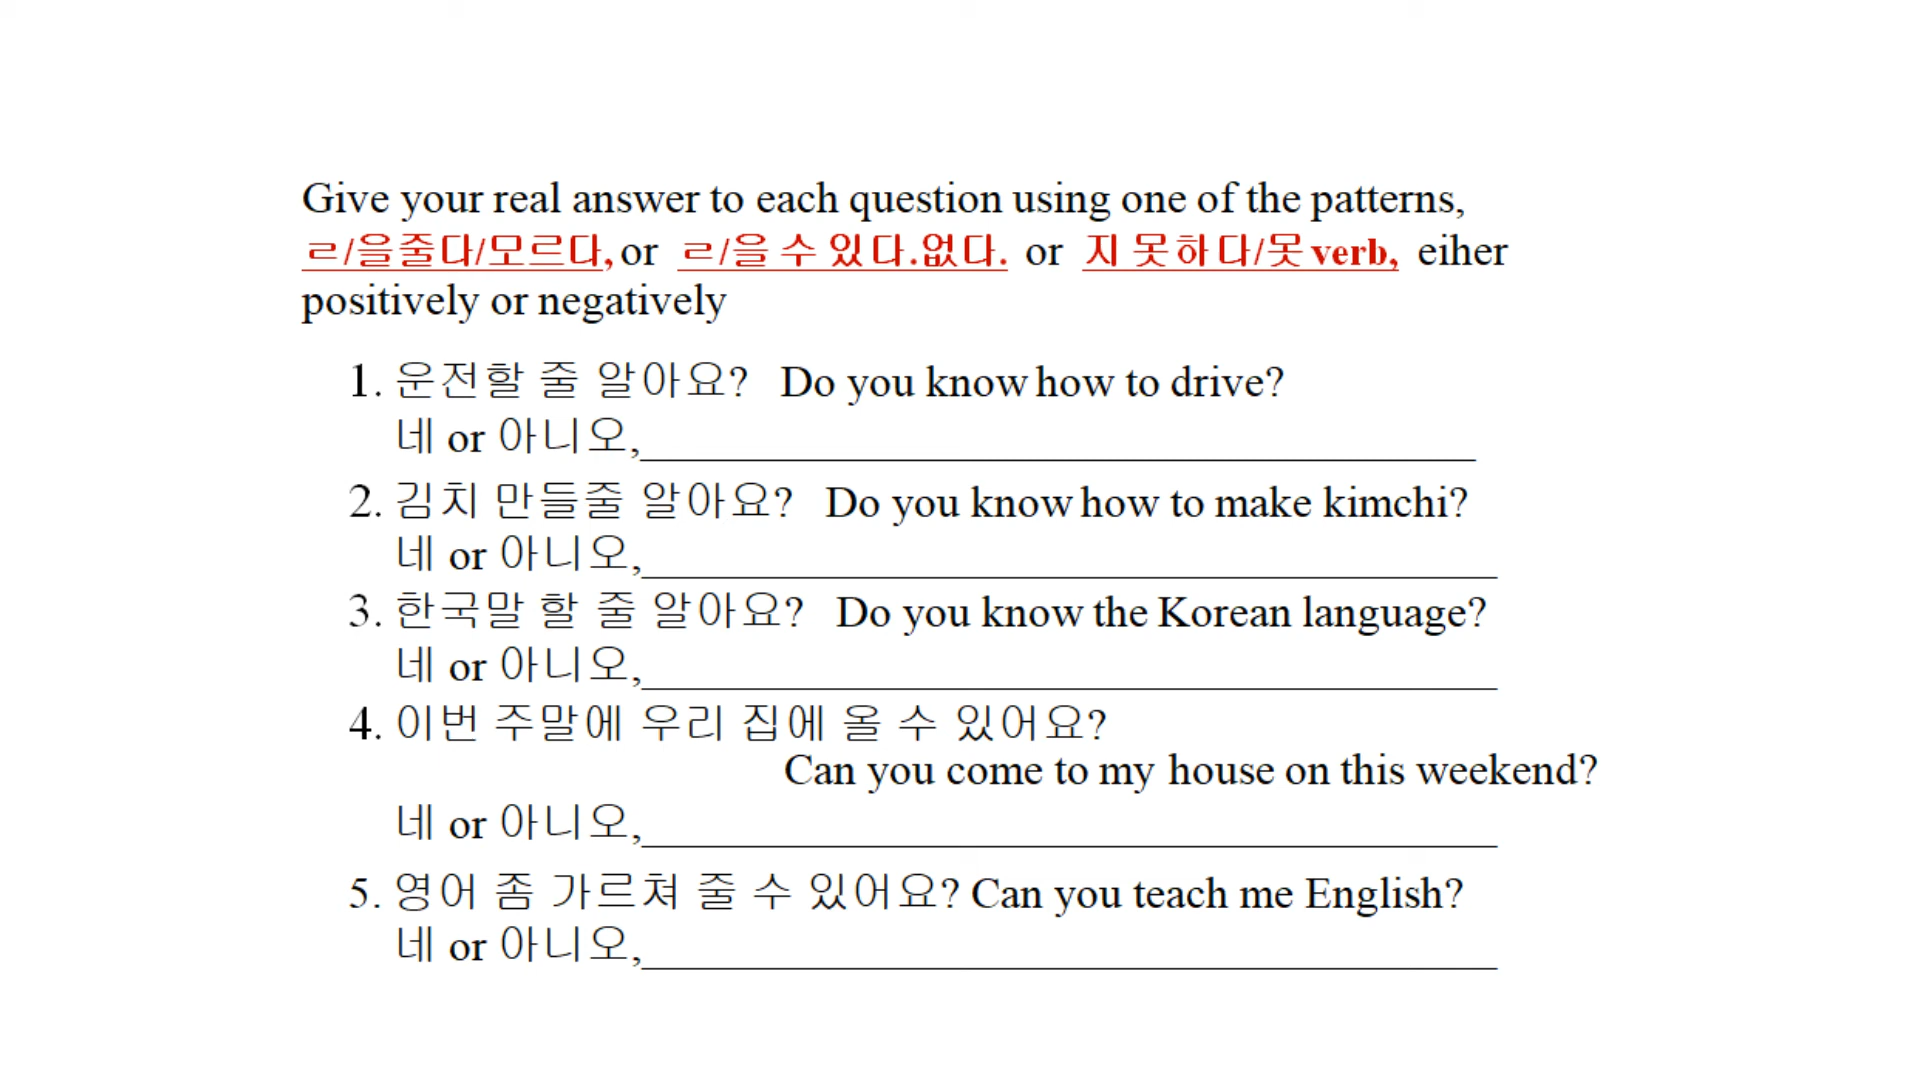 Give your real answer to each question using one of the patterns,
ㄹ/을줄다/모르다, or ㄹ/을 수 있다.없다. or 지 못하다/못 verb, eiher
positively or negatively
1. 운전할 줄 알아요? Do you know how to drive?
네 or 아니오,
2. 김치 만들줄 알아요? Do you know how to make kimchi?
네 or 아니오,
3. 한국말 할 줄 알아요? Do you know the Korean language?
네 or 아니오,
4. 이번 주말에 우리 집에 올 수 있어요?
Can you come to my house on this weekend?
네 or 아니오,
5. 영어 좀 가르쳐 줄 수 있어요? Can you teach me English?
네 or 아니오,